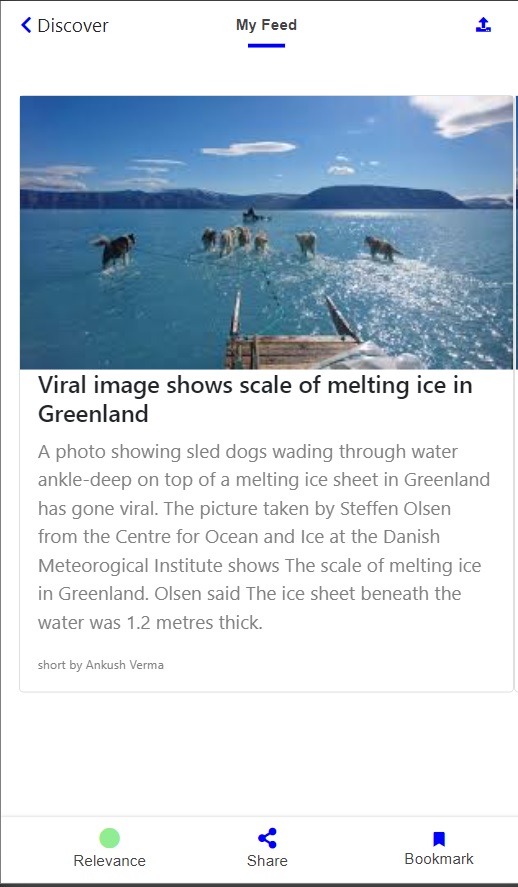 Discover
My Feed
Viral image shows scale of melting ice in
Greenland
A photo showing sled dogs wading through water
ankle-deep on top of a melting ice sheet in Greenland
has gone viral. The picture taken by Steffen Olsen
from the Centre for Ocean and Ice at the Danish
Meteorogical Institute shows The scale of melting ice
in Greenland. Olsen said The ice sheet beneath the
water was 1.2 metres thick.
short by Ankush Verma
Relevance
Share
Bookmark